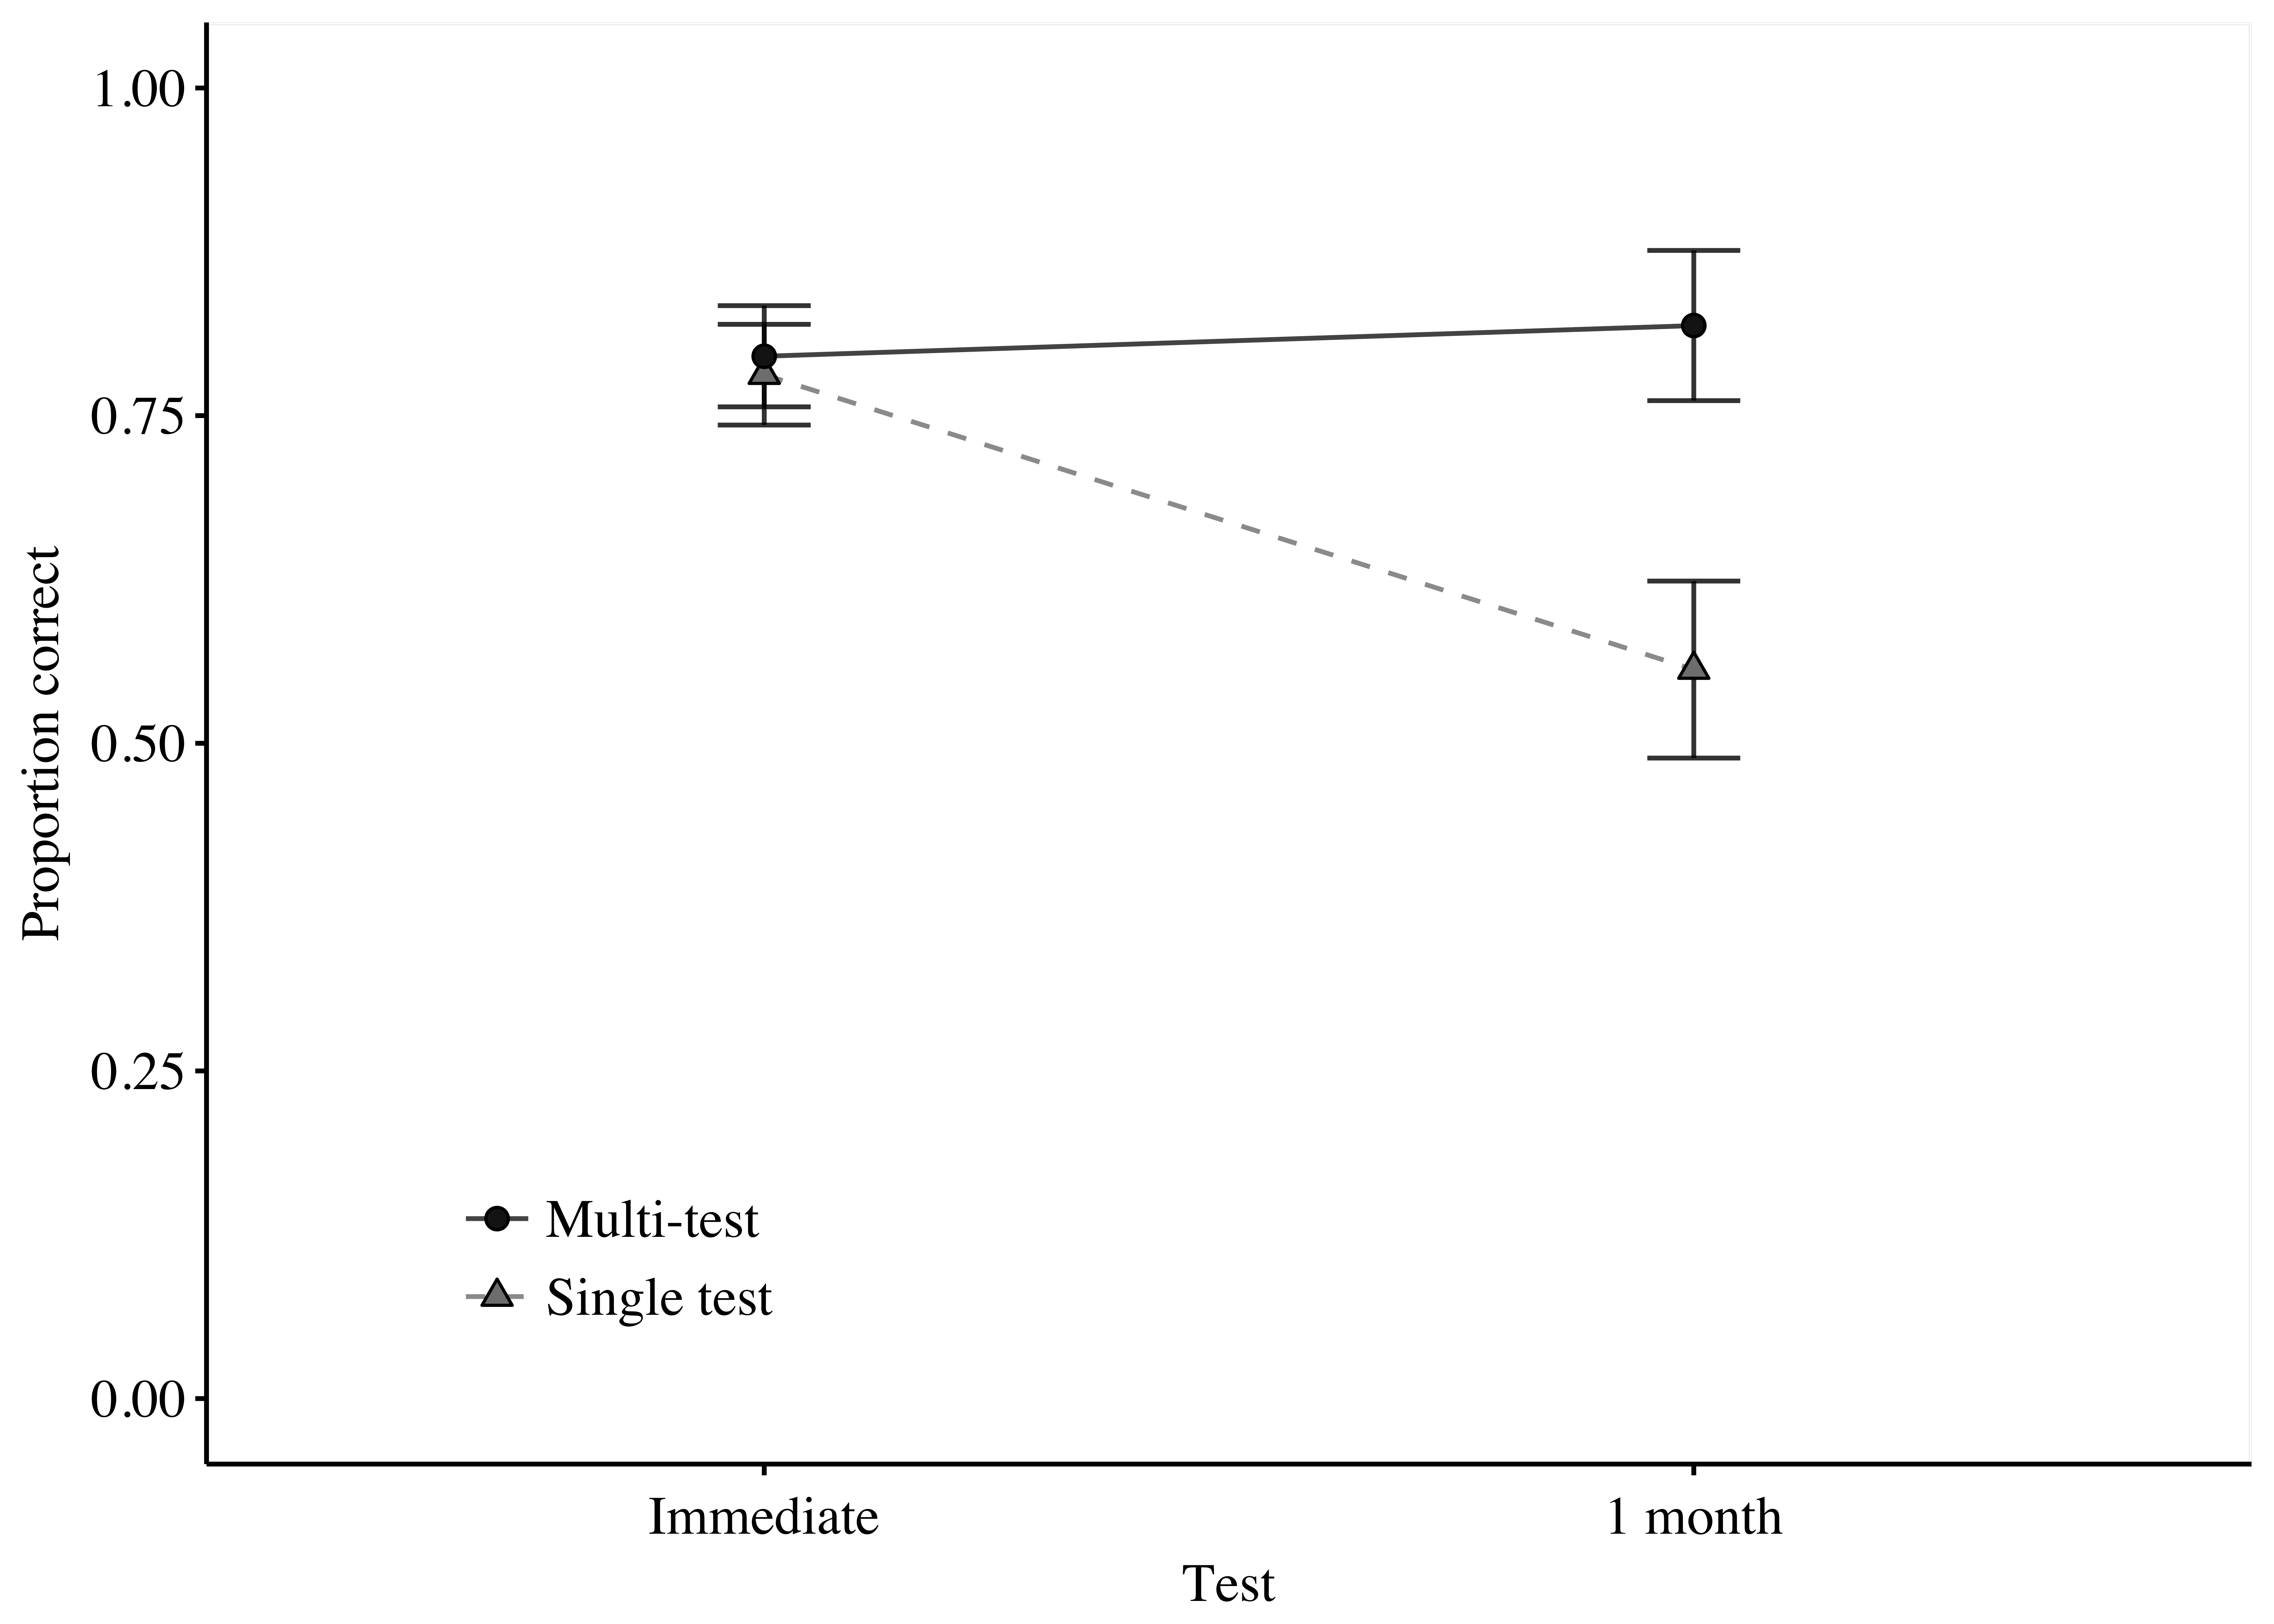 1.00
0.75
0.50
0.25
0.00
Proportion correct
Multi-test
Single test
Immediate
1 month
Test